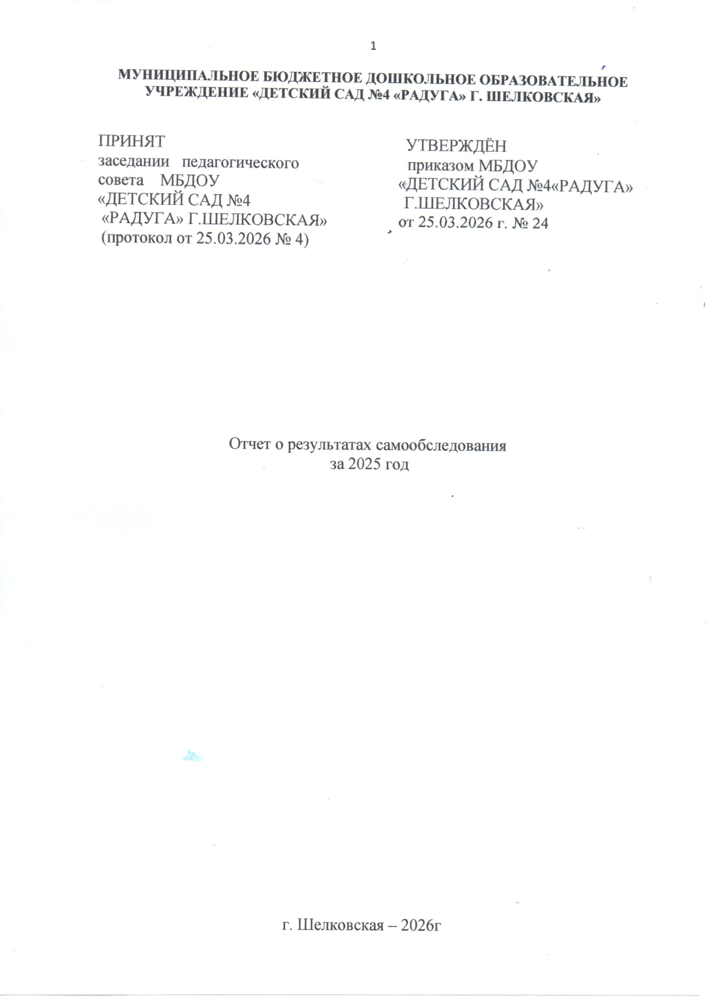 1
МУНИЦИПАЛЬНОЕ БЮДЖЕТНОЕ ДОШКОЛЬНОЕ ОБРАЗОВАТЕЛЬНОЕ
УЧРЕЖДЕНИЕ «ДЕТСКИЙ САД №4 «РАДУГА» Г. ШЕЛКОВСКАЯ»
ПРИНЯТ
заседании педагогического
совета МБДОУ
«ДЕТСКИЙ САД №4
«РАДУГА» Г.ШЕЛКОВСКАЯ»
(протокол от 25.03.2026 № 4)
УТВЕРЖДЁН
приказом МБДОУ
«ДЕТСКИЙ САД №4«РАДУГА»
Г.ШЕЛКОВСКАЯ»
от 25.03.2026 г. № 24
Отчет о результатах самообследования
за 2025 год
г. Шелковская – 2026г